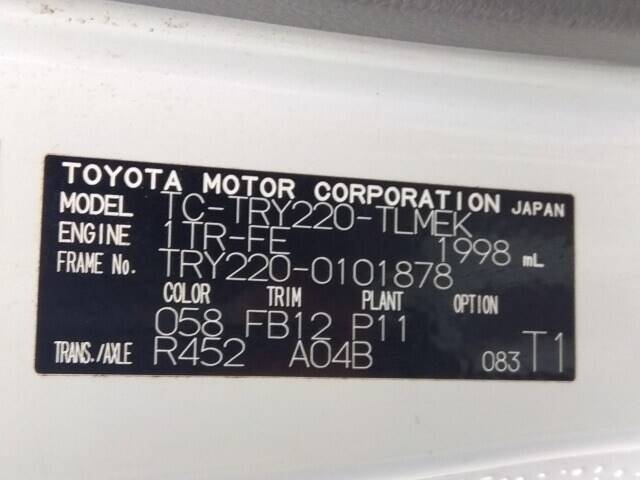 TOYOTA MOTOR CORPORATION JAPAN
MODEL TC-TRY220-TLMEK
ENGINE 1TR-FE 1998 mL
FRAME No. TRY220-0101878
COLOR TRIM PLANT OPTION
058 FB12 P11
TRANS./AXLE R452 A04B 083 T1